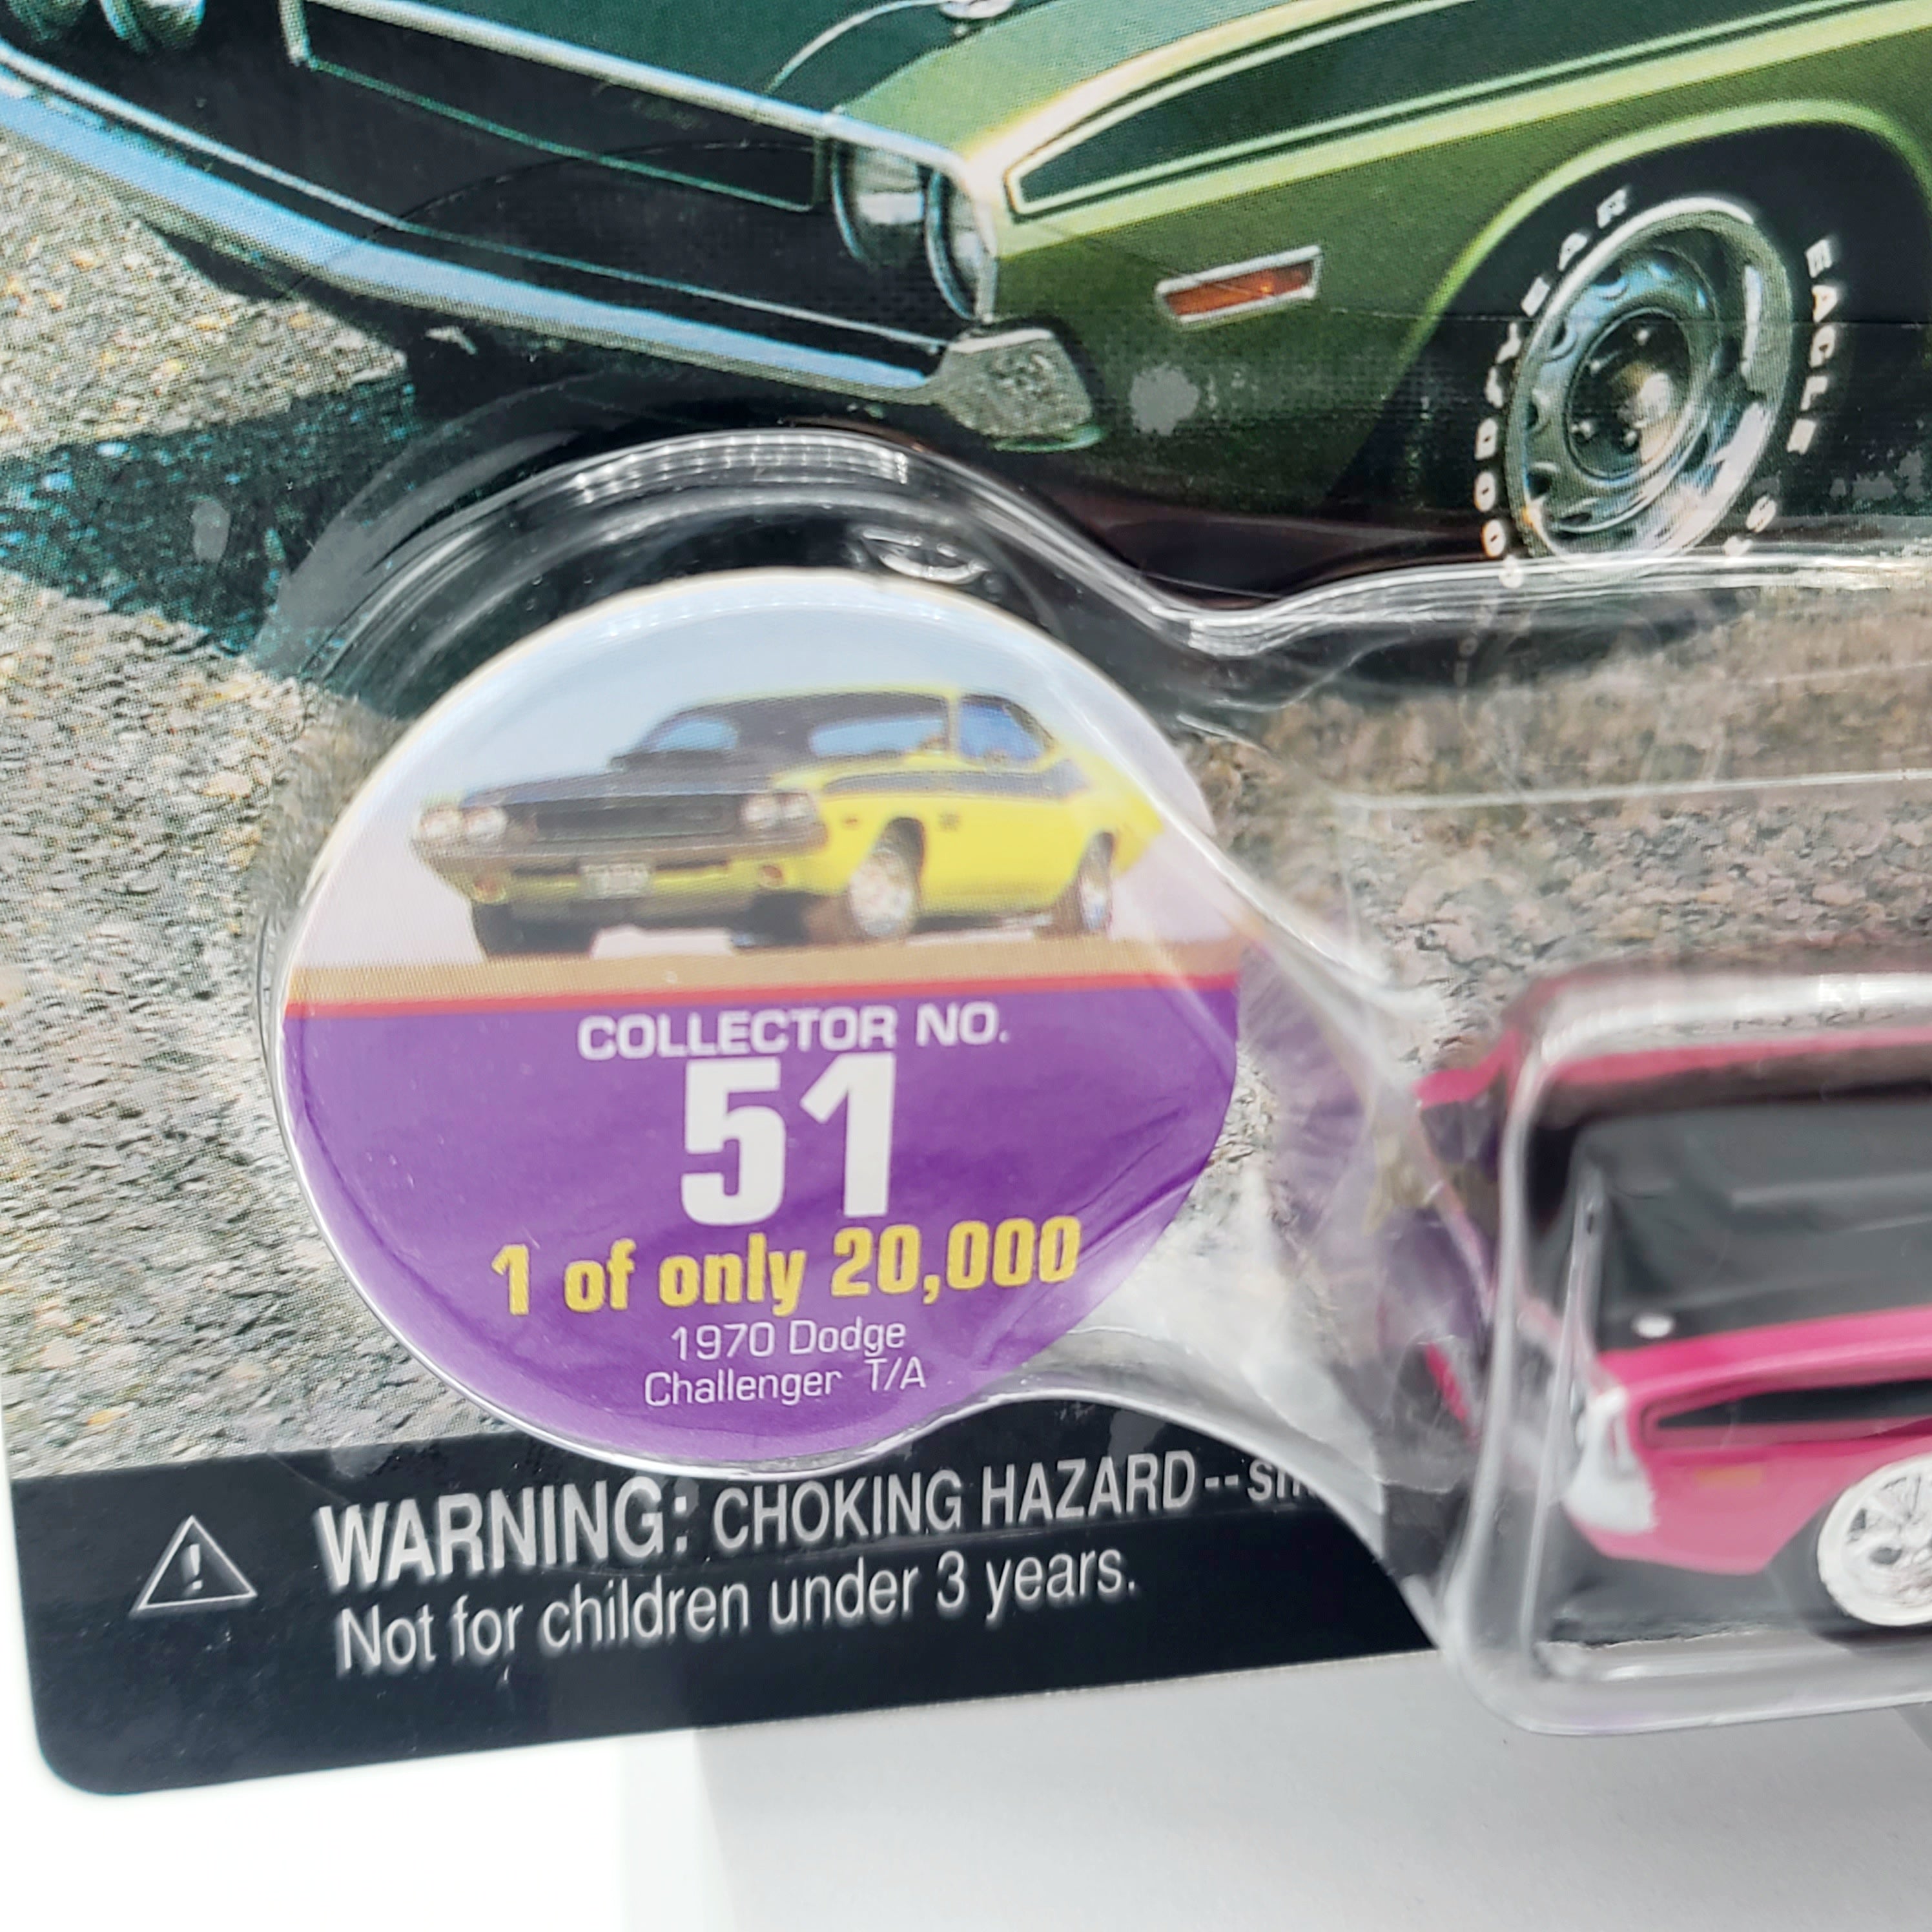 GOODYEAR
EAGLE
COLLECTOR NO.
51
1 of only 20,000
1970 Dodge
Challenger T/A
WARNING: CHOKING HAZARD--
Not for children under 3 years.